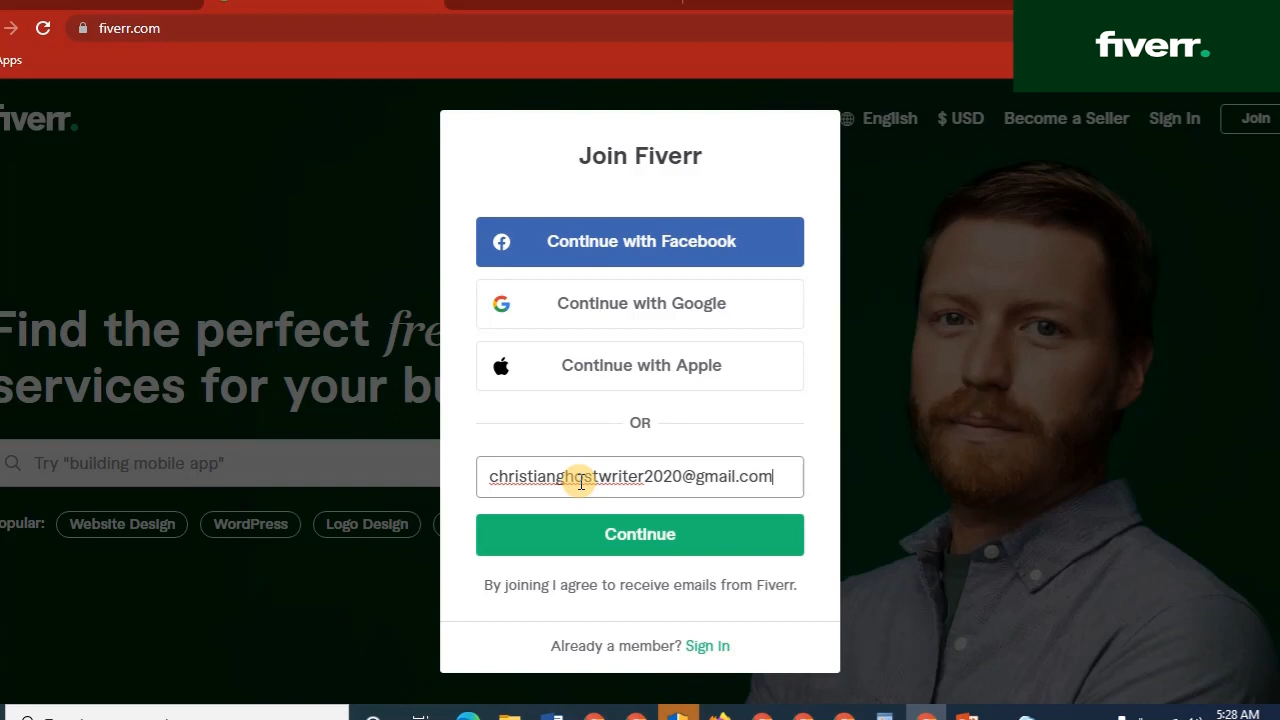 fiverr.com
fiverr.
Apps
fiverr.
English $ USD Become a Seller Sign In Join
Join Fiverr
Continue with Facebook
Continue with Google
Continue with Apple
OR
christianghostwriter2020@gmail.com
Continue
By joining I agree to receive emails from Fiverr.
Already a member? Sign In
Find the perfect fre
services for your bu
Try "building mobile app"
opular: Website Design WordPress Logo Design
5:28 AM